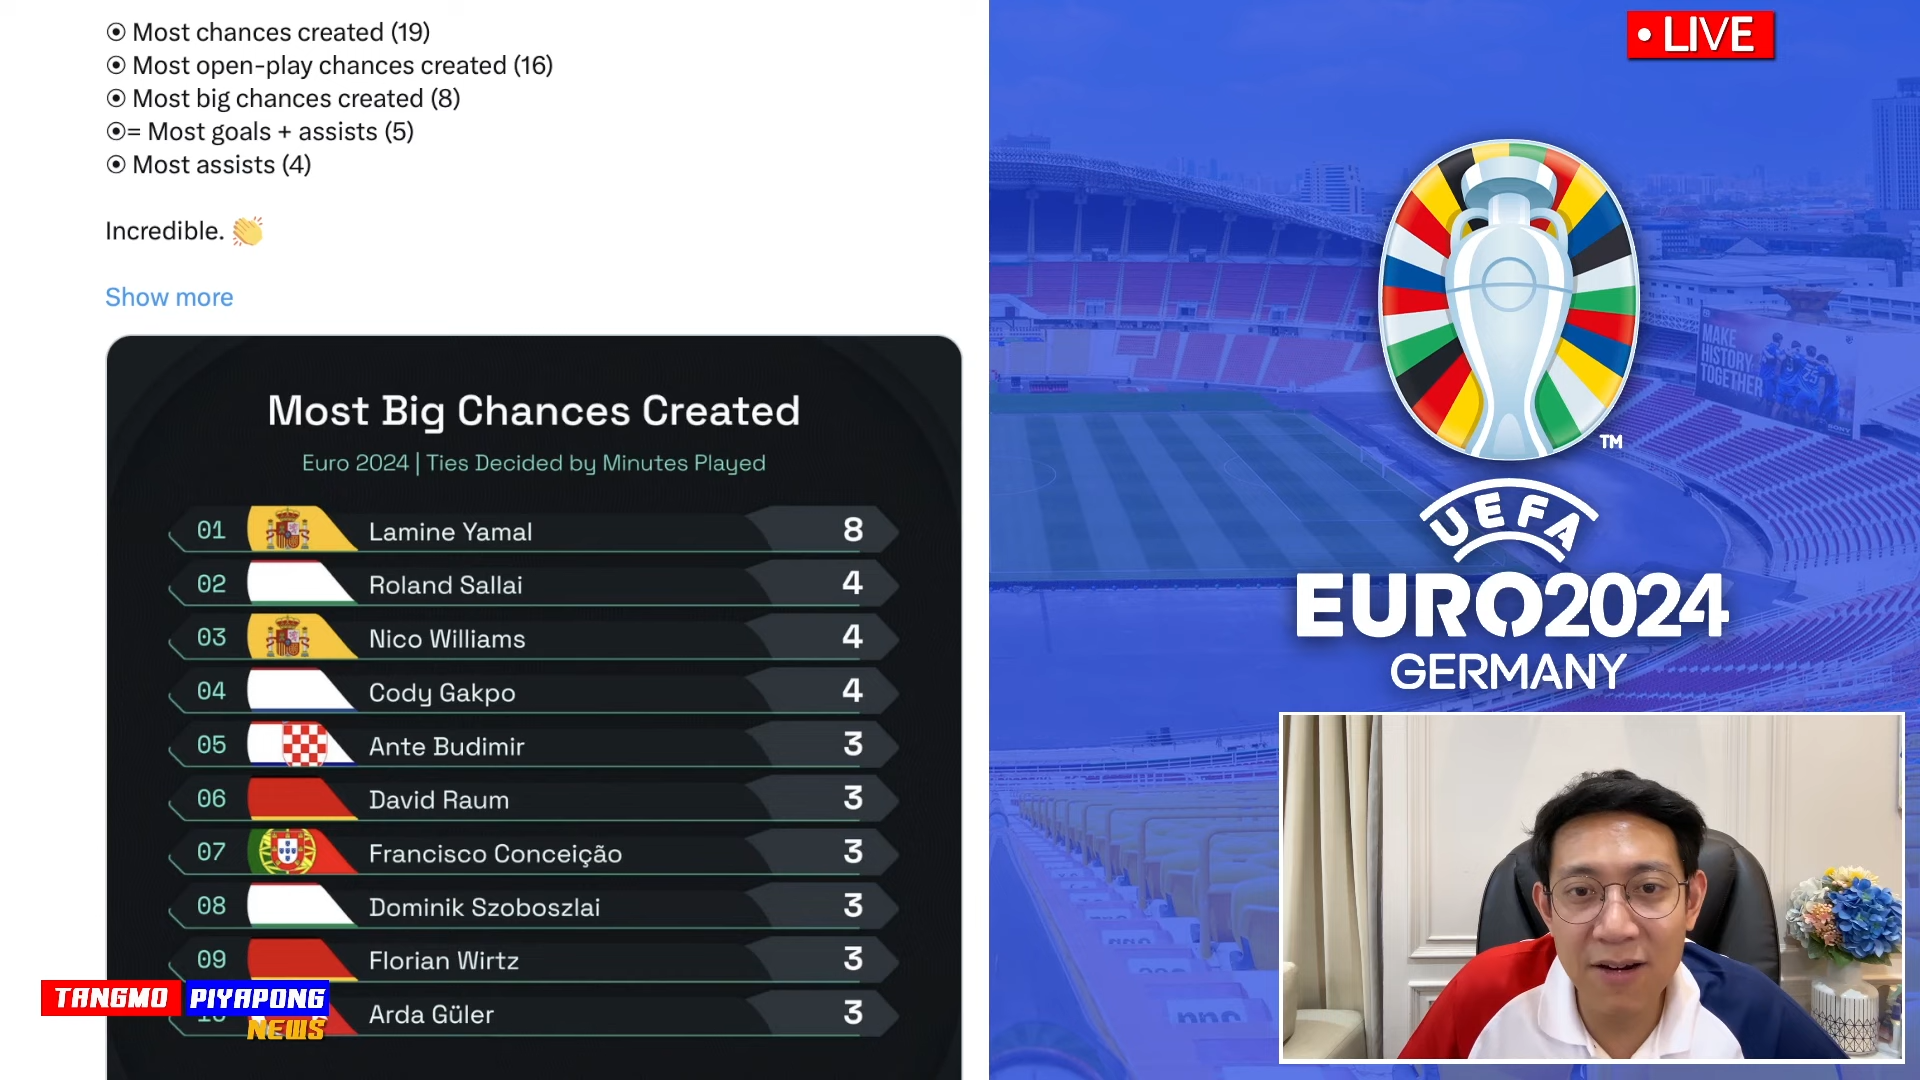 ⦿ Most chances created (19)
⦿ Most open-play chances created (16)
⦿ Most big chances created (8)
⦿= Most goals + assists (5)
⦿ Most assists (4)
Incredible. 👏
Show more
Most Big Chances Created
Euro 2024 | Ties Decided by Minutes Played
01 Lamine Yamal 8
02 Roland Sallai 4
03 Nico Williams 4
04 Cody Gakpo 4
05 Ante Budimir 3
06 David Raum 3
07 Francisco Conceição 3
08 Dominik Szoboszlai 3
09 Florian Wirtz 3
10 Arda Güler 3
TANGMO PIYAPONG
NEWS
• LIVE
TM
UEFA
EURO2024
GERMANY
MAKE
HISTORY
TOGETHER
25
SONY